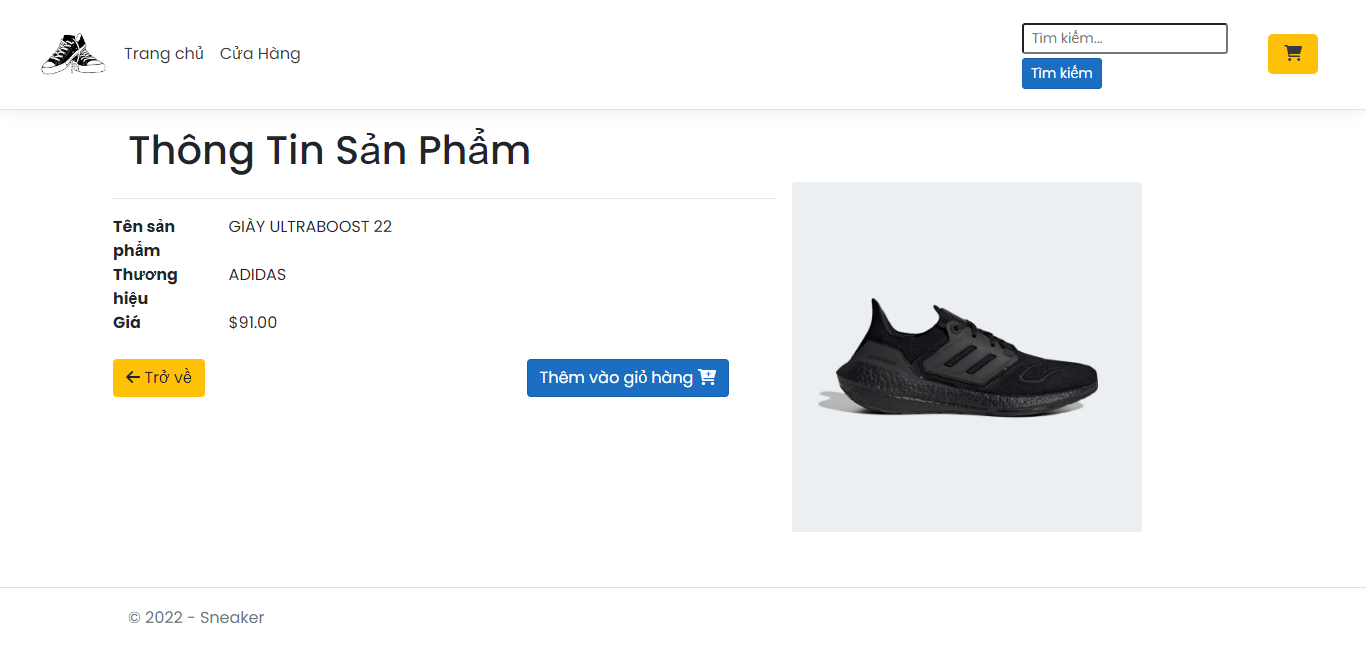 Trang chủ Cửa Hàng
Tìm kiếm...
Tìm kiếm
Thông Tin Sản Phẩm
Tên sản phẩm GIÀY ULTRABOOST 22
Thương hiệu ADIDAS
Giá $91.00
Trở về
Thêm vào giỏ hàng
© 2022 - Sneaker